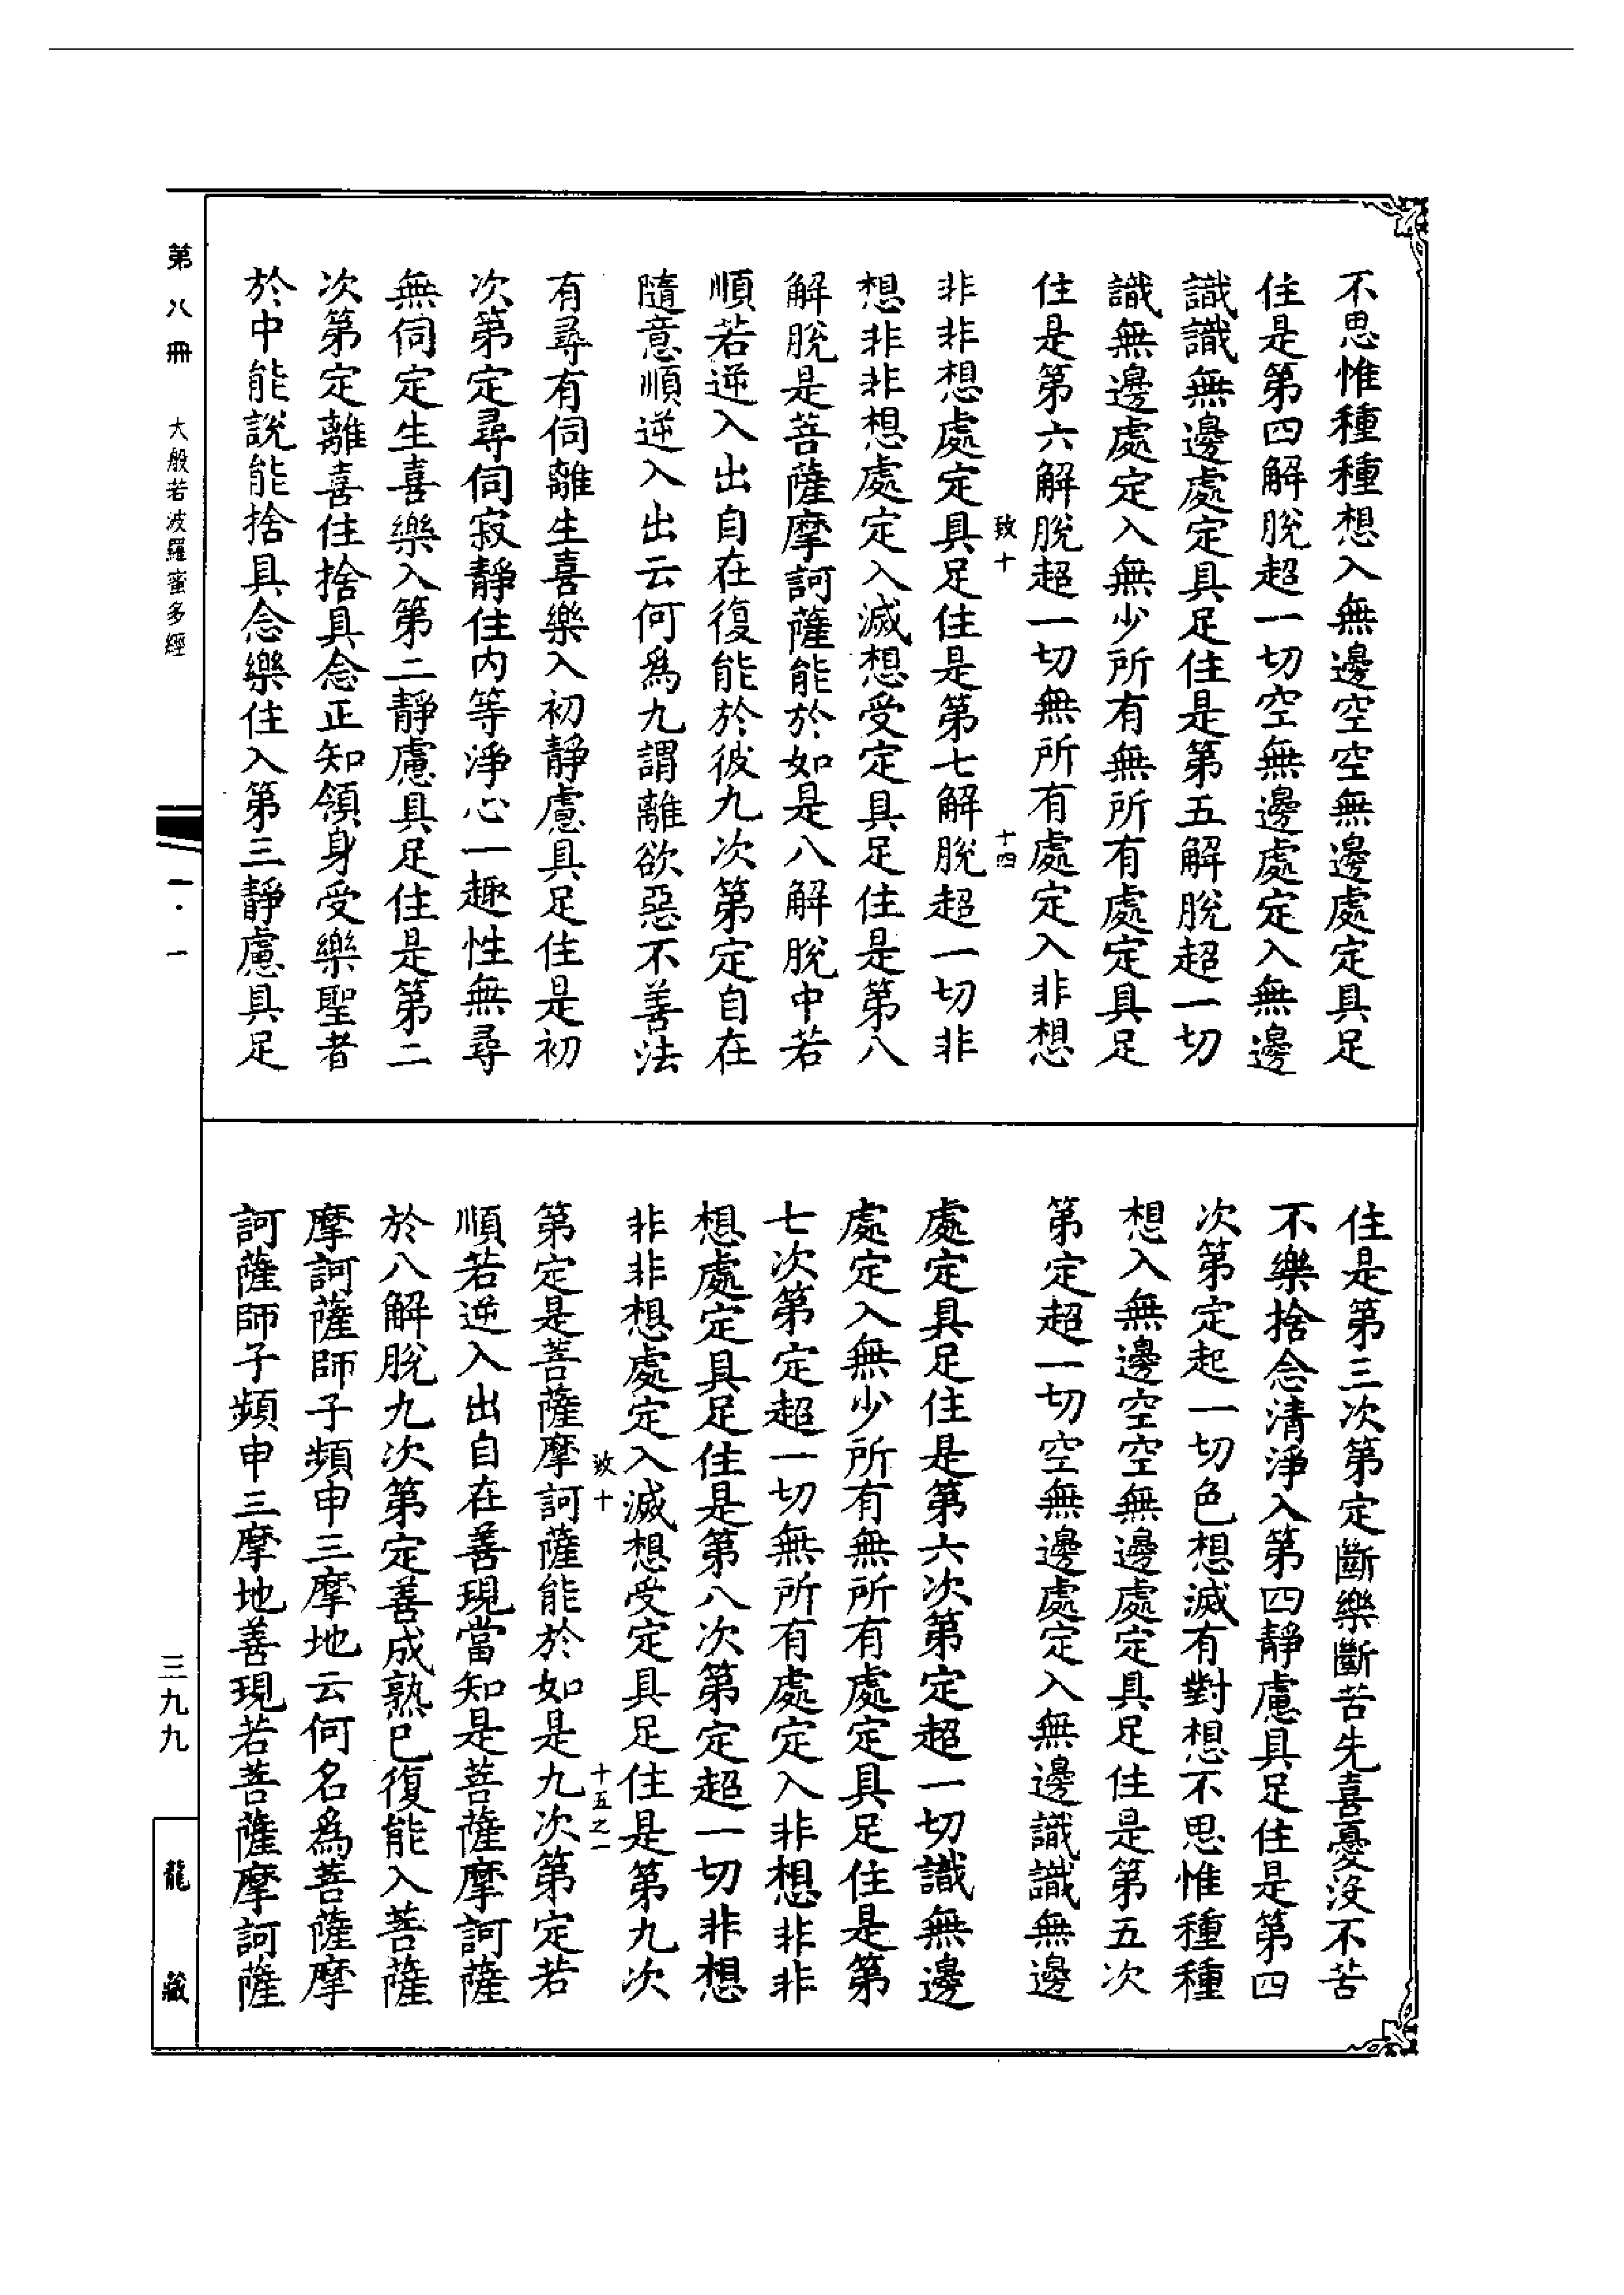 不思惟種種想入無邊空空無邊處定具足
住是第四解脫超一切空無邊處定入無邊
識識無邊處定具足住是第五解脫超一切
識無邊處定入無少所有無所有處定具足
住是第六解脫超一切無所有處定入非想
致十 十四
非非想處定具足住是第七解脫超一切非
想非非想處定入滅想受定具足住是第八
解脫是菩薩摩訶薩能於如是八解脫中若
順若逆入出自在復能於彼九次第定自在
隨意順逆入出云何為九謂離欲惡不善法
有尋有伺離生喜樂入初靜慮具足住是初
次第定尋伺寂靜住內等淨心一趣性無尋
無伺定生喜樂入第二靜慮具足住是第二
次第定離喜住捨具念正知領身受樂聖者
於中能說能捨具念樂住入第三靜慮具足
住是第三次第定斷樂斷苦先喜憂沒不苦
不樂捨念清淨入第四靜慮具足住是第四
次第定起一切色想滅有對想不思惟種種
想入無邊空空無邊處定具足住是第五次
第定超一切空無邊處定入無邊識識無邊
處定具足住是第六次第定超一切識無邊
處定入無少所有無所有處定具足住是第
七次第定超一切無所有處定入非想非非
想處定具足住是第八次第定超一切非想
非非想處定入滅想受定具足住是第九次
致十 十五之一
第定是菩薩摩訶薩能於如是九次第定若
順若逆入出自在善現當知是菩薩摩訶薩
於八解脫九次第定善成熟已復能入菩薩
摩訶薩師子頻申三摩地云何名為菩薩摩
訶薩師子頻申三摩地善現若菩薩摩訶薩
第八冊 大般若波羅蜜多經 一・一 三九九 龍藏